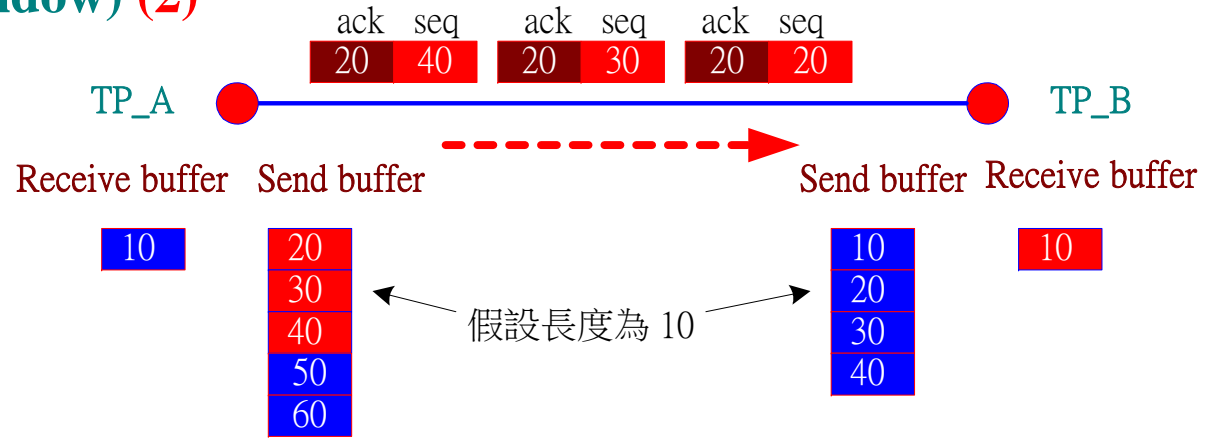 ndow) (2)
ack seq ack seq ack seq
20 40 20 30 20 20
TP_A TP_B
Receive buffer Send buffer Send buffer Receive buffer
10 20 10 10
30 20
假設長度為 10
40 30
50 40
60